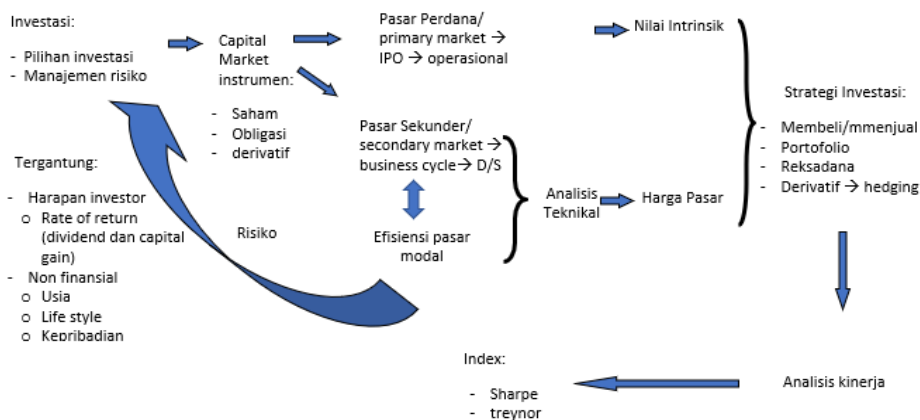 Investasi:
- Pilihan investasi
- Manajemen risiko
Capital
Market
instrumen:
- Saham
- Obligasi
- derivatif
Pasar Perdana/
primary market →
IPO → operasional
Nilai Intrinsik
Pasar Sekunder/
secondary market →
business cycle→ D/S
Efisiensi pasar
modal
Analisis
Teknikal
Harga Pasar
Strategi Investasi:
- Membeli/mmenjual
- Portofolio
- Reksadana
- Derivatif → hedging
Tergantung:
- Harapan investor
o Rate of return
(dividend dan capital
gain)
- Non finansial
o Usia
o Life style
o Kepribadian
Risiko
Analisis kinerja
Index:
- Sharpe
- treynor